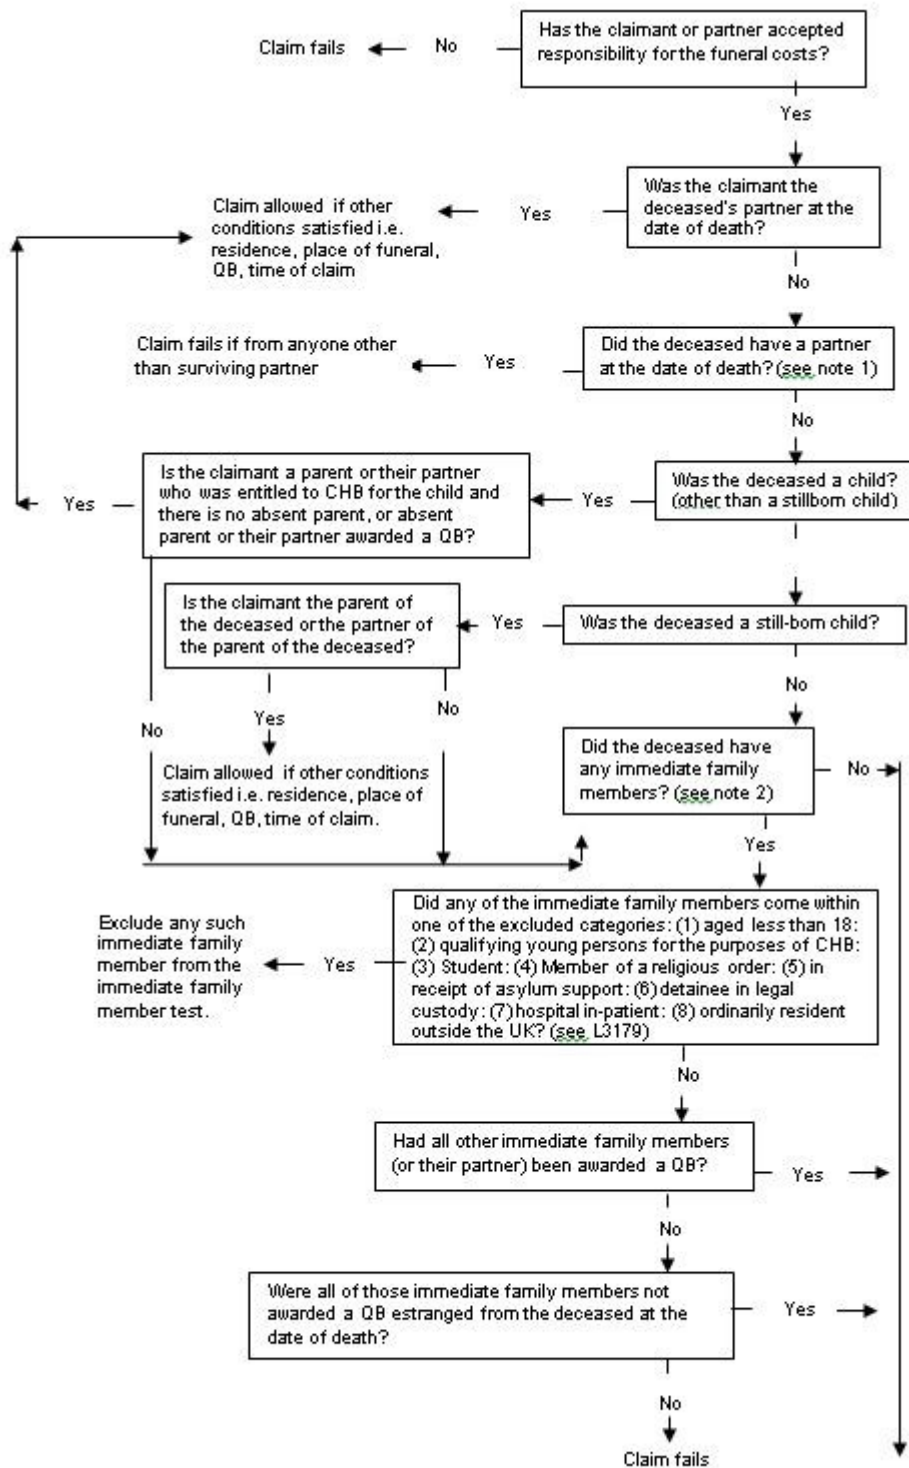 Has the claimant or partner accepted
responsibility for the funeral costs?
Claim fails
No
Yes
Was the claimant the
deceased's partner at the
date of death?
Claim allowed if other
conditions satisfied i.e.
residence, place of funeral,
QB, time of claim
Yes
No
Did the deceased have a partner
at the date of death? (see note 1)
Claim fails if from anyone other
than surviving partner
Yes
No
Was the deceased a child?
(other than a stillborn child)
Yes
Is the claimant a parent or their partner
who was entitled to CHB for the child and
there is no absent parent, or absent
parent or their partner awarded a QB?
Yes
Is the claimant the parent of
the deceased or the partner of
the parent of the deceased?
Yes
Was the deceased a still-born child?
No
No
Yes
No
Claim allowed if other conditions
satisfied i.e. residence, place of
funeral, QB, time of claim.
Did the deceased have
any immediate family
members? (see note 2)
No
Yes
Did any of the immediate family members come within
one of the excluded categories: (1) aged less than 18:
(2) qualifying young persons for the purposes of CHB:
(3) Student: (4) Member of a religious order: (5) in
receipt of asylum support: (6) detainee in legal
custody: (7) hospital in-patient: (8) ordinarily resident
outside the UK? (see L3179)
Yes
Exclude any such
immediate family
member from the
immediate family
member test.
No
Had all other immediate family members
(or their partner) been awarded a QB?
Yes
No
Were all of those immediate family members not
awarded a QB estranged from the deceased at the
date of death?
Yes
No
Claim fails